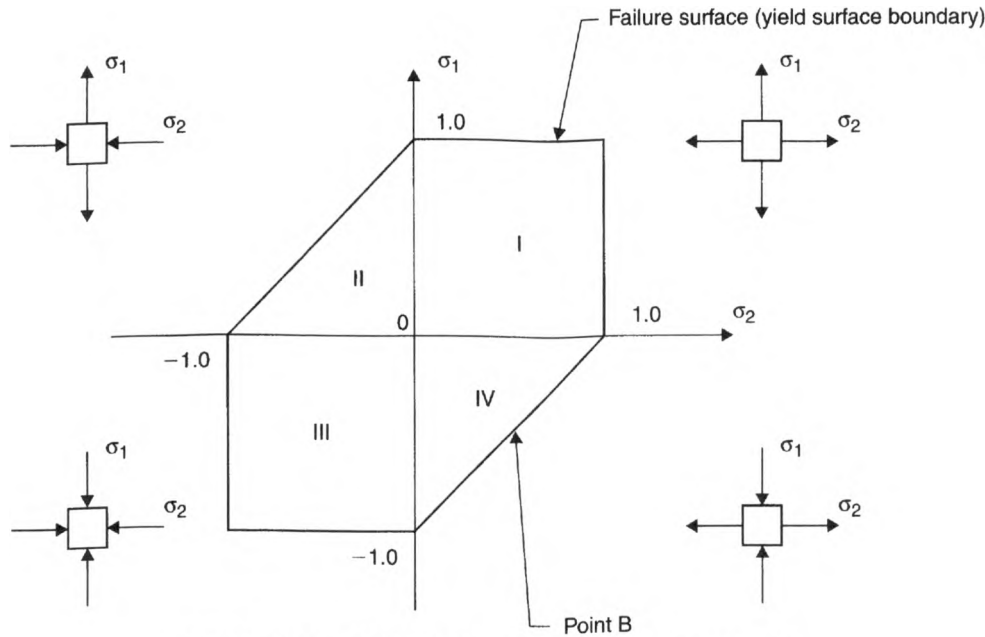 Failure surface (yield surface boundary)
σ1
σ1
σ1
σ2
1.0
σ2
I
II
0
1.0
σ2
−1.0
IV
III
σ1
σ1
σ2
σ2
−1.0
Point B